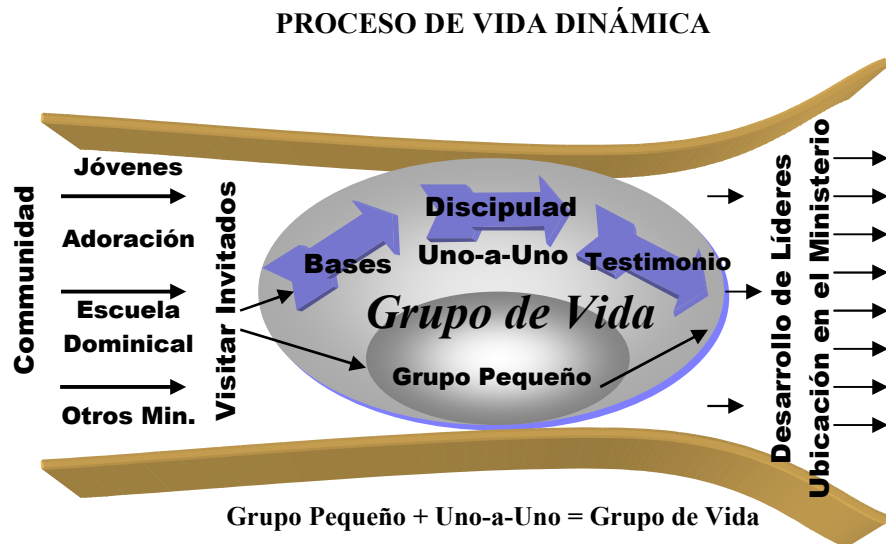 PROCESO DE VIDA DINÁMICA
Communidad
Jóvenes
Adoración
Escuela
Dominical
Otros Min.
Visitar Invitados
Bases
Discipulad
Uno-a-Uno
Testimonio
Grupo de Vida
Grupo Pequeño
Desarrollo de Líderes
Ubicación en el Ministerio
Grupo Pequeño + Uno-a-Uno = Grupo de Vida